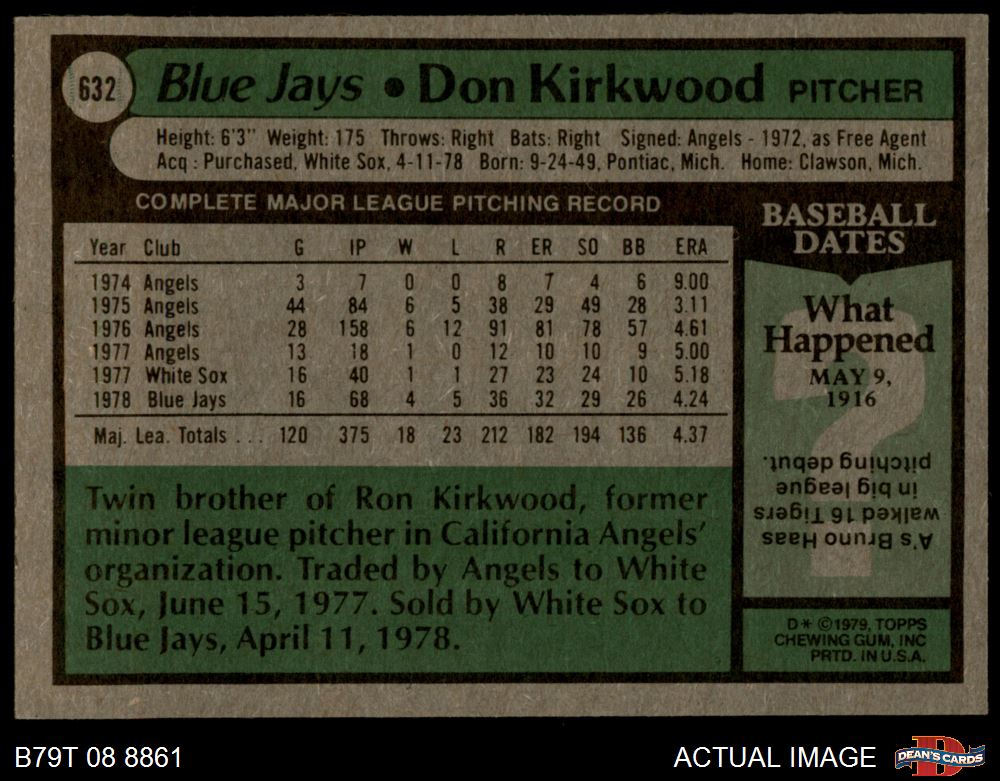 632
Blue Jays • Don Kirkwood PITCHER
Height: 6'3" Weight: 175 Throws: Right Bats: Right Signed: Angels - 1972, as Free Agent
Acq : Purchased, White Sox, 4-11-78 Born: 9-24-49, Pontiac, Mich. Home: Clawson, Mich.
COMPLETE MAJOR LEAGUE PITCHING RECORD
Year Club G IP W L R ER SO BB ERA
1974 Angels 3 7 0 0 8 7 4 6 9.00
1975 Angels 44 84 6 5 38 29 49 28 3.11
1976 Angels 28 158 6 12 91 81 78 57 4.61
1977 Angels 13 18 1 0 12 10 10 9 5.00
1977 White Sox 16 40 1 1 27 23 24 10 5.18
1978 Blue Jays 16 68 4 5 36 32 29 26 4.24
Maj. Lea. Totals . . . 120 375 18 23 212 182 194 136 4.37
Twin brother of Ron Kirkwood, former
minor league pitcher in California Angels'
organization. Traded by Angels to White
Sox, June 15, 1977. Sold by White Sox to
Blue Jays, April 11, 1978.
BASEBALL
DATES
What
Happened
MAY 9,
1916
?
A's Bruno Haas
walked 16 Tigers
in big league
pitching debut.
D* ©1979, TOPPS
CHEWING GUM, INC
PRTD. IN U.S.A.
B79T 08 8861
ACTUAL IMAGE
D
DEAN'S CARDS